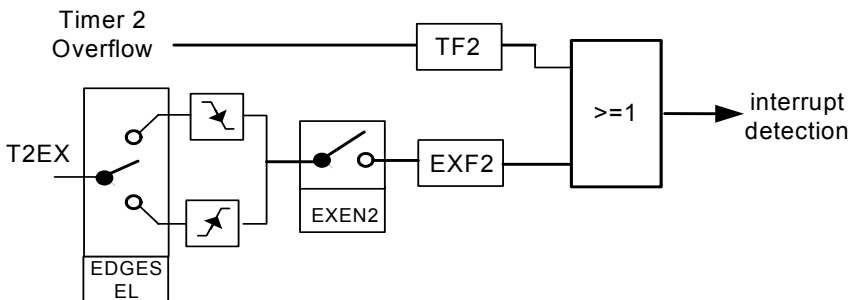 Timer 2
Overflow
TF2
>=1
interrupt
detection
T2EX
EXF2
EXEN2
EDGES
EL